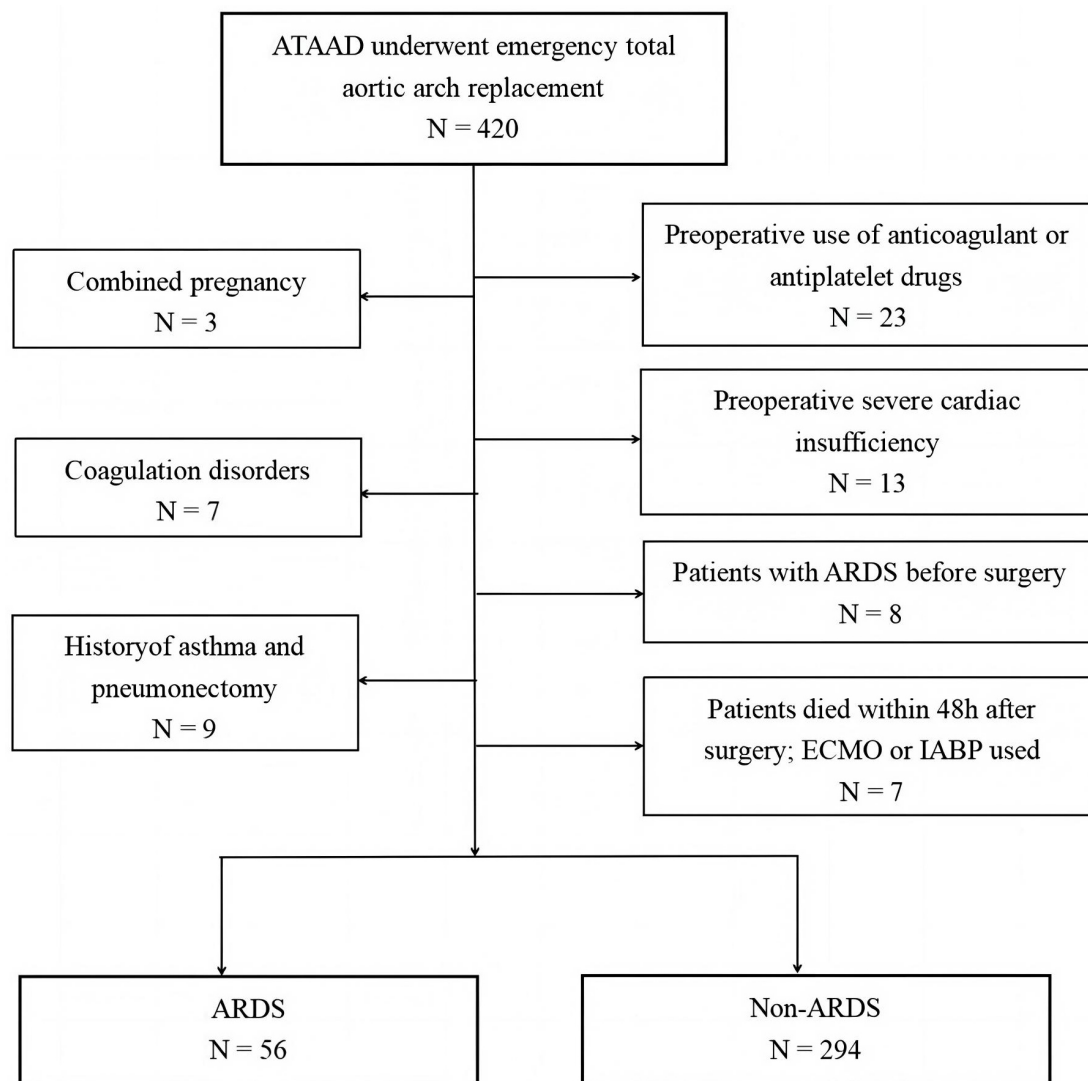 ATAAD underwent emergency total
aortic arch replacement
N = 420
Preoperative use of anticoagulant or
antiplatelet drugs
N = 23
Combined pregnancy
N = 3
Preoperative severe cardiac
insufficiency
N = 13
Coagulation disorders
N = 7
Patients with ARDS before surgery
N = 8
Historyof asthma and
pneumonectomy
N = 9
Patients died within 48h after
surgery; ECMO or IABP used
N = 7
ARDS
N = 56
Non-ARDS
N = 294